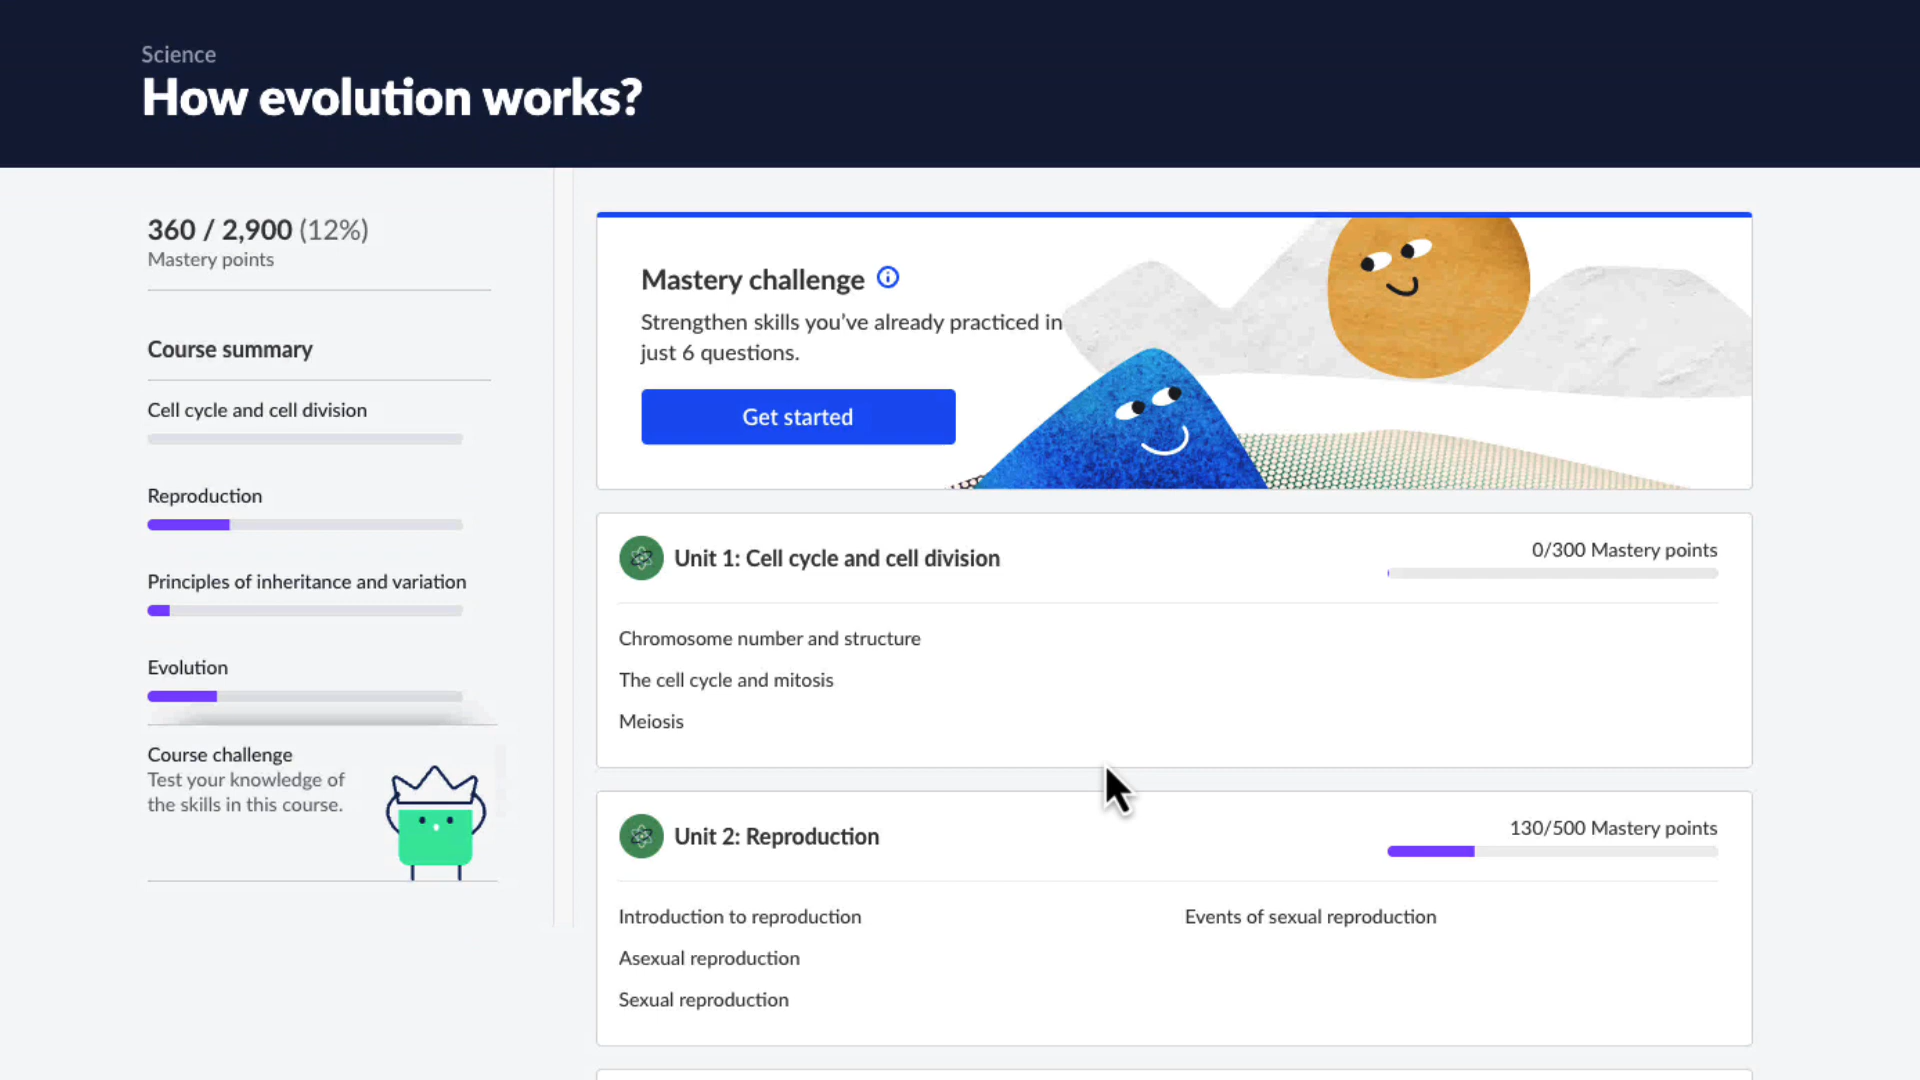 Science
How evolution works?
360 / 2,900 (12%)
Mastery points
Course summary
Cell cycle and cell division
Reproduction
Principles of inheritance and variation
Evolution
Course challenge
Test your knowledge of
the skills in this course.
Mastery challenge
Strengthen skills you've already practiced in
just 6 questions.
Get started
Unit 1: Cell cycle and cell division
0/300 Mastery points
Chromosome number and structure
The cell cycle and mitosis
Meiosis
Unit 2: Reproduction
130/500 Mastery points
Introduction to reproduction
Events of sexual reproduction
Asexual reproduction
Sexual reproduction